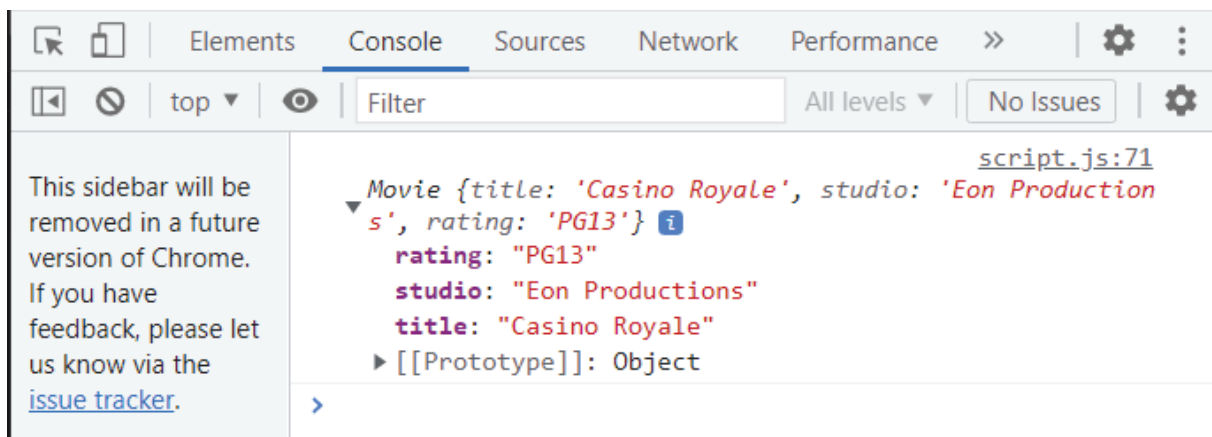 Elements Console Sources Network Performance »
top ▼ Filter All levels ▼ No Issues
This sidebar will be
removed in a future
version of Chrome.
If you have
feedback, please let
us know via the
issue tracker.
script.js:71
Movie {title: 'Casino Royale', studio: 'Eon Production
s', rating: 'PG13'} i
rating: "PG13"
studio: "Eon Productions"
title: "Casino Royale"
▶ [[Prototype]]: Object
>